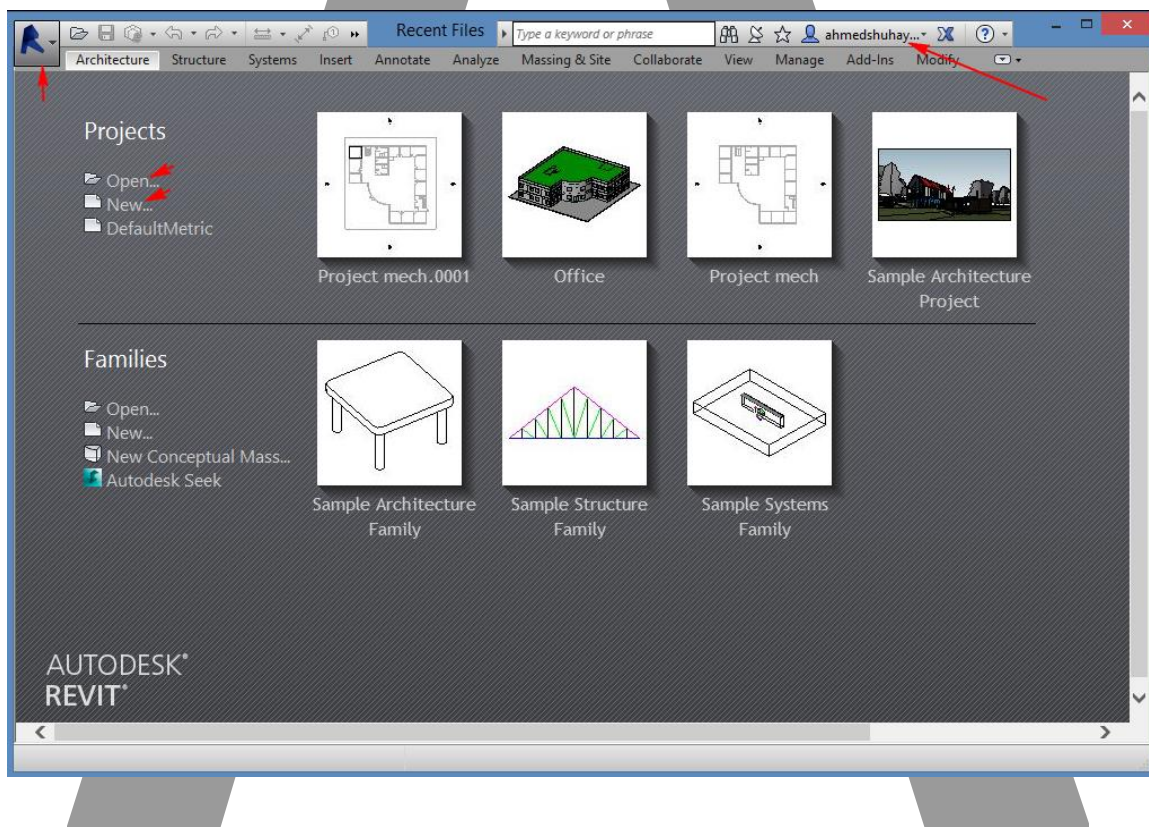 Recent Files
Type a keyword or phrase
ahmedshuhay...
Architecture Structure Systems Insert Annotate Analyze Massing & Site Collaborate View Manage Add-Ins Modify
Projects
Open...
New...
DefaultMetric
Project mech.0001
Office
Project mech
Sample Architecture
Project
Families
Open...
New...
New Conceptual Mass...
Autodesk Seek
Sample Architecture
Family
Sample Structure
Family
Sample Systems
Family
AUTODESK®
REVIT®